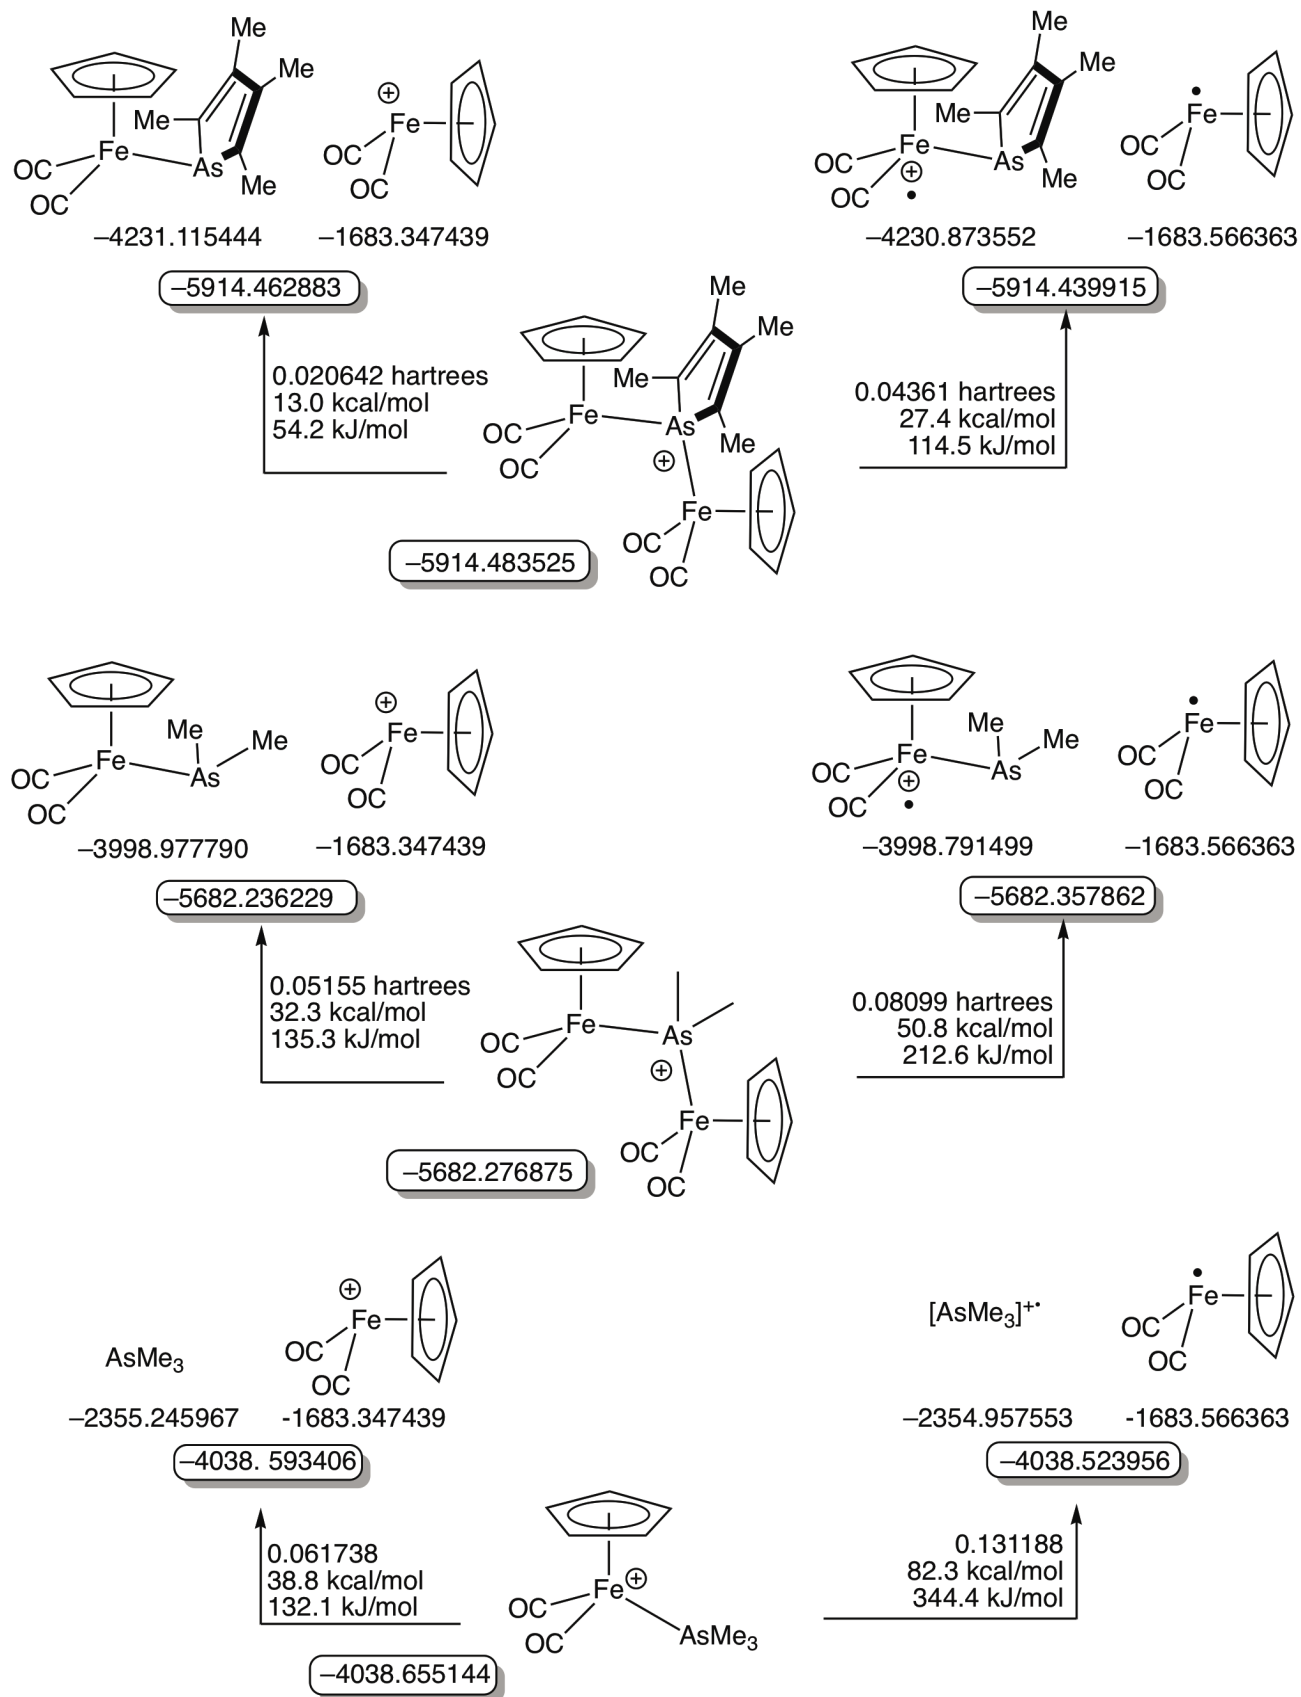 Me
Me
Me
Me
Fe
As
OC
OC
⊕
Fe
OC
OC
–4231.115444 –1683.347439
–5914.462883
Me
Me
Me
Me
Fe
⊕
•
As
OC
OC
•
Fe
OC
OC
–4230.873552 –1683.566363
–5914.439915
0.020642 hartrees
13.0 kcal/mol
54.2 kJ/mol
Me
Me
Me
Me
Fe
As
⊕
OC
OC
Fe
OC
OC
–5914.483525
0.04361 hartrees
27.4 kcal/mol
114.5 kJ/mol
Me
Me
Fe
As
OC
OC
⊕
Fe
OC
OC
–3998.977790 –1683.347439
–5682.236229
Me
Me
Fe
⊕
•
As
OC
OC
•
Fe
OC
OC
–3998.791499 –1683.566363
–5682.357862
0.05155 hartrees
32.3 kcal/mol
135.3 kJ/mol
Fe
As
⊕
OC
OC
Fe
OC
OC
–5682.276875
0.08099 hartrees
50.8 kcal/mol
212.6 kJ/mol
AsMe3
⊕
Fe
OC
OC
–2355.245967 -1683.347439
–4038. 593406
[AsMe3]+•
•
Fe
OC
OC
–2354.957553 -1683.566363
–4038.523956
0.061738
38.8 kcal/mol
132.1 kJ/mol
Fe⊕
OC
OC
AsMe3
–4038.655144
0.131188
82.3 kcal/mol
344.4 kJ/mol